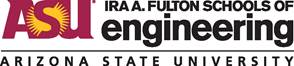 ASU IRA A. FULTON SCHOOLS OF
engineering
ARIZONA STATE UNIVERSITY